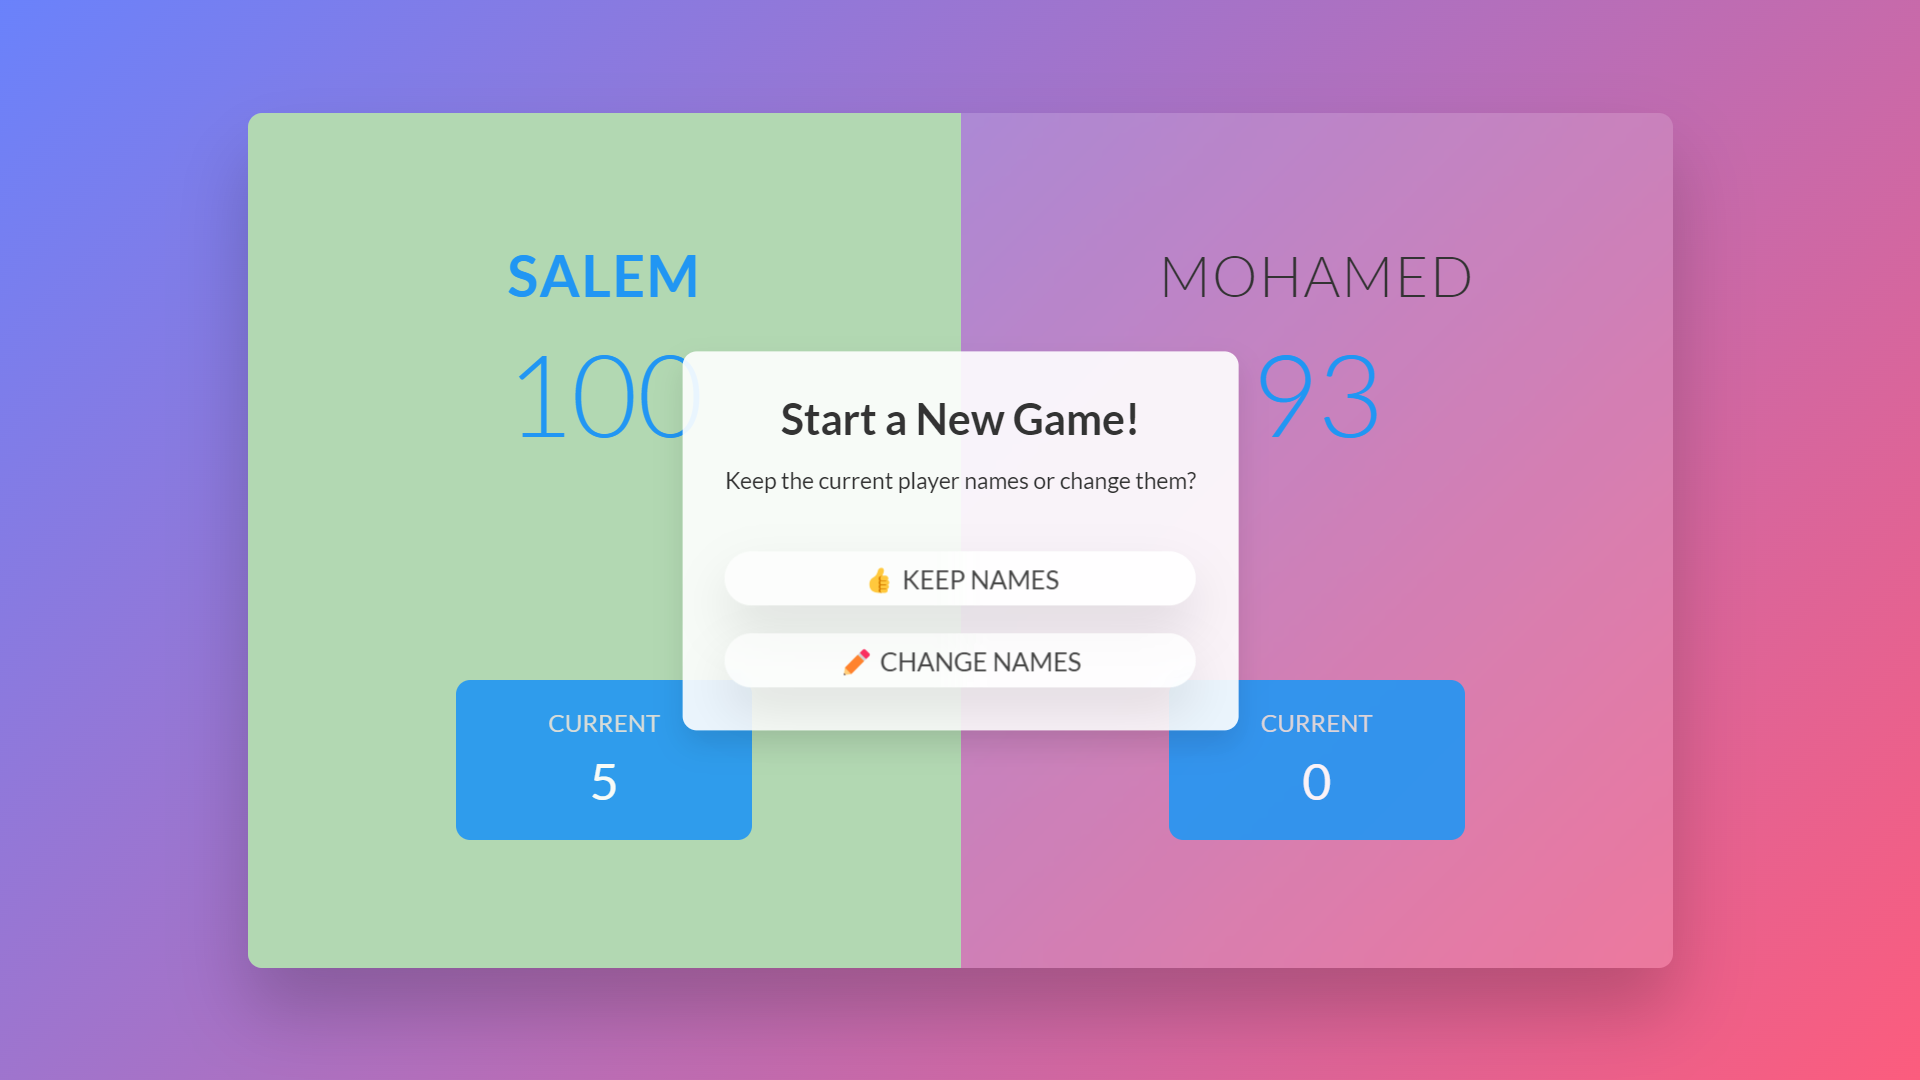 SALEM
100
CURRENT
5
MOHAMED
93
CURRENT
0
Start a New Game!
Keep the current player names or change them?
👍 KEEP NAMES
✏️ CHANGE NAMES